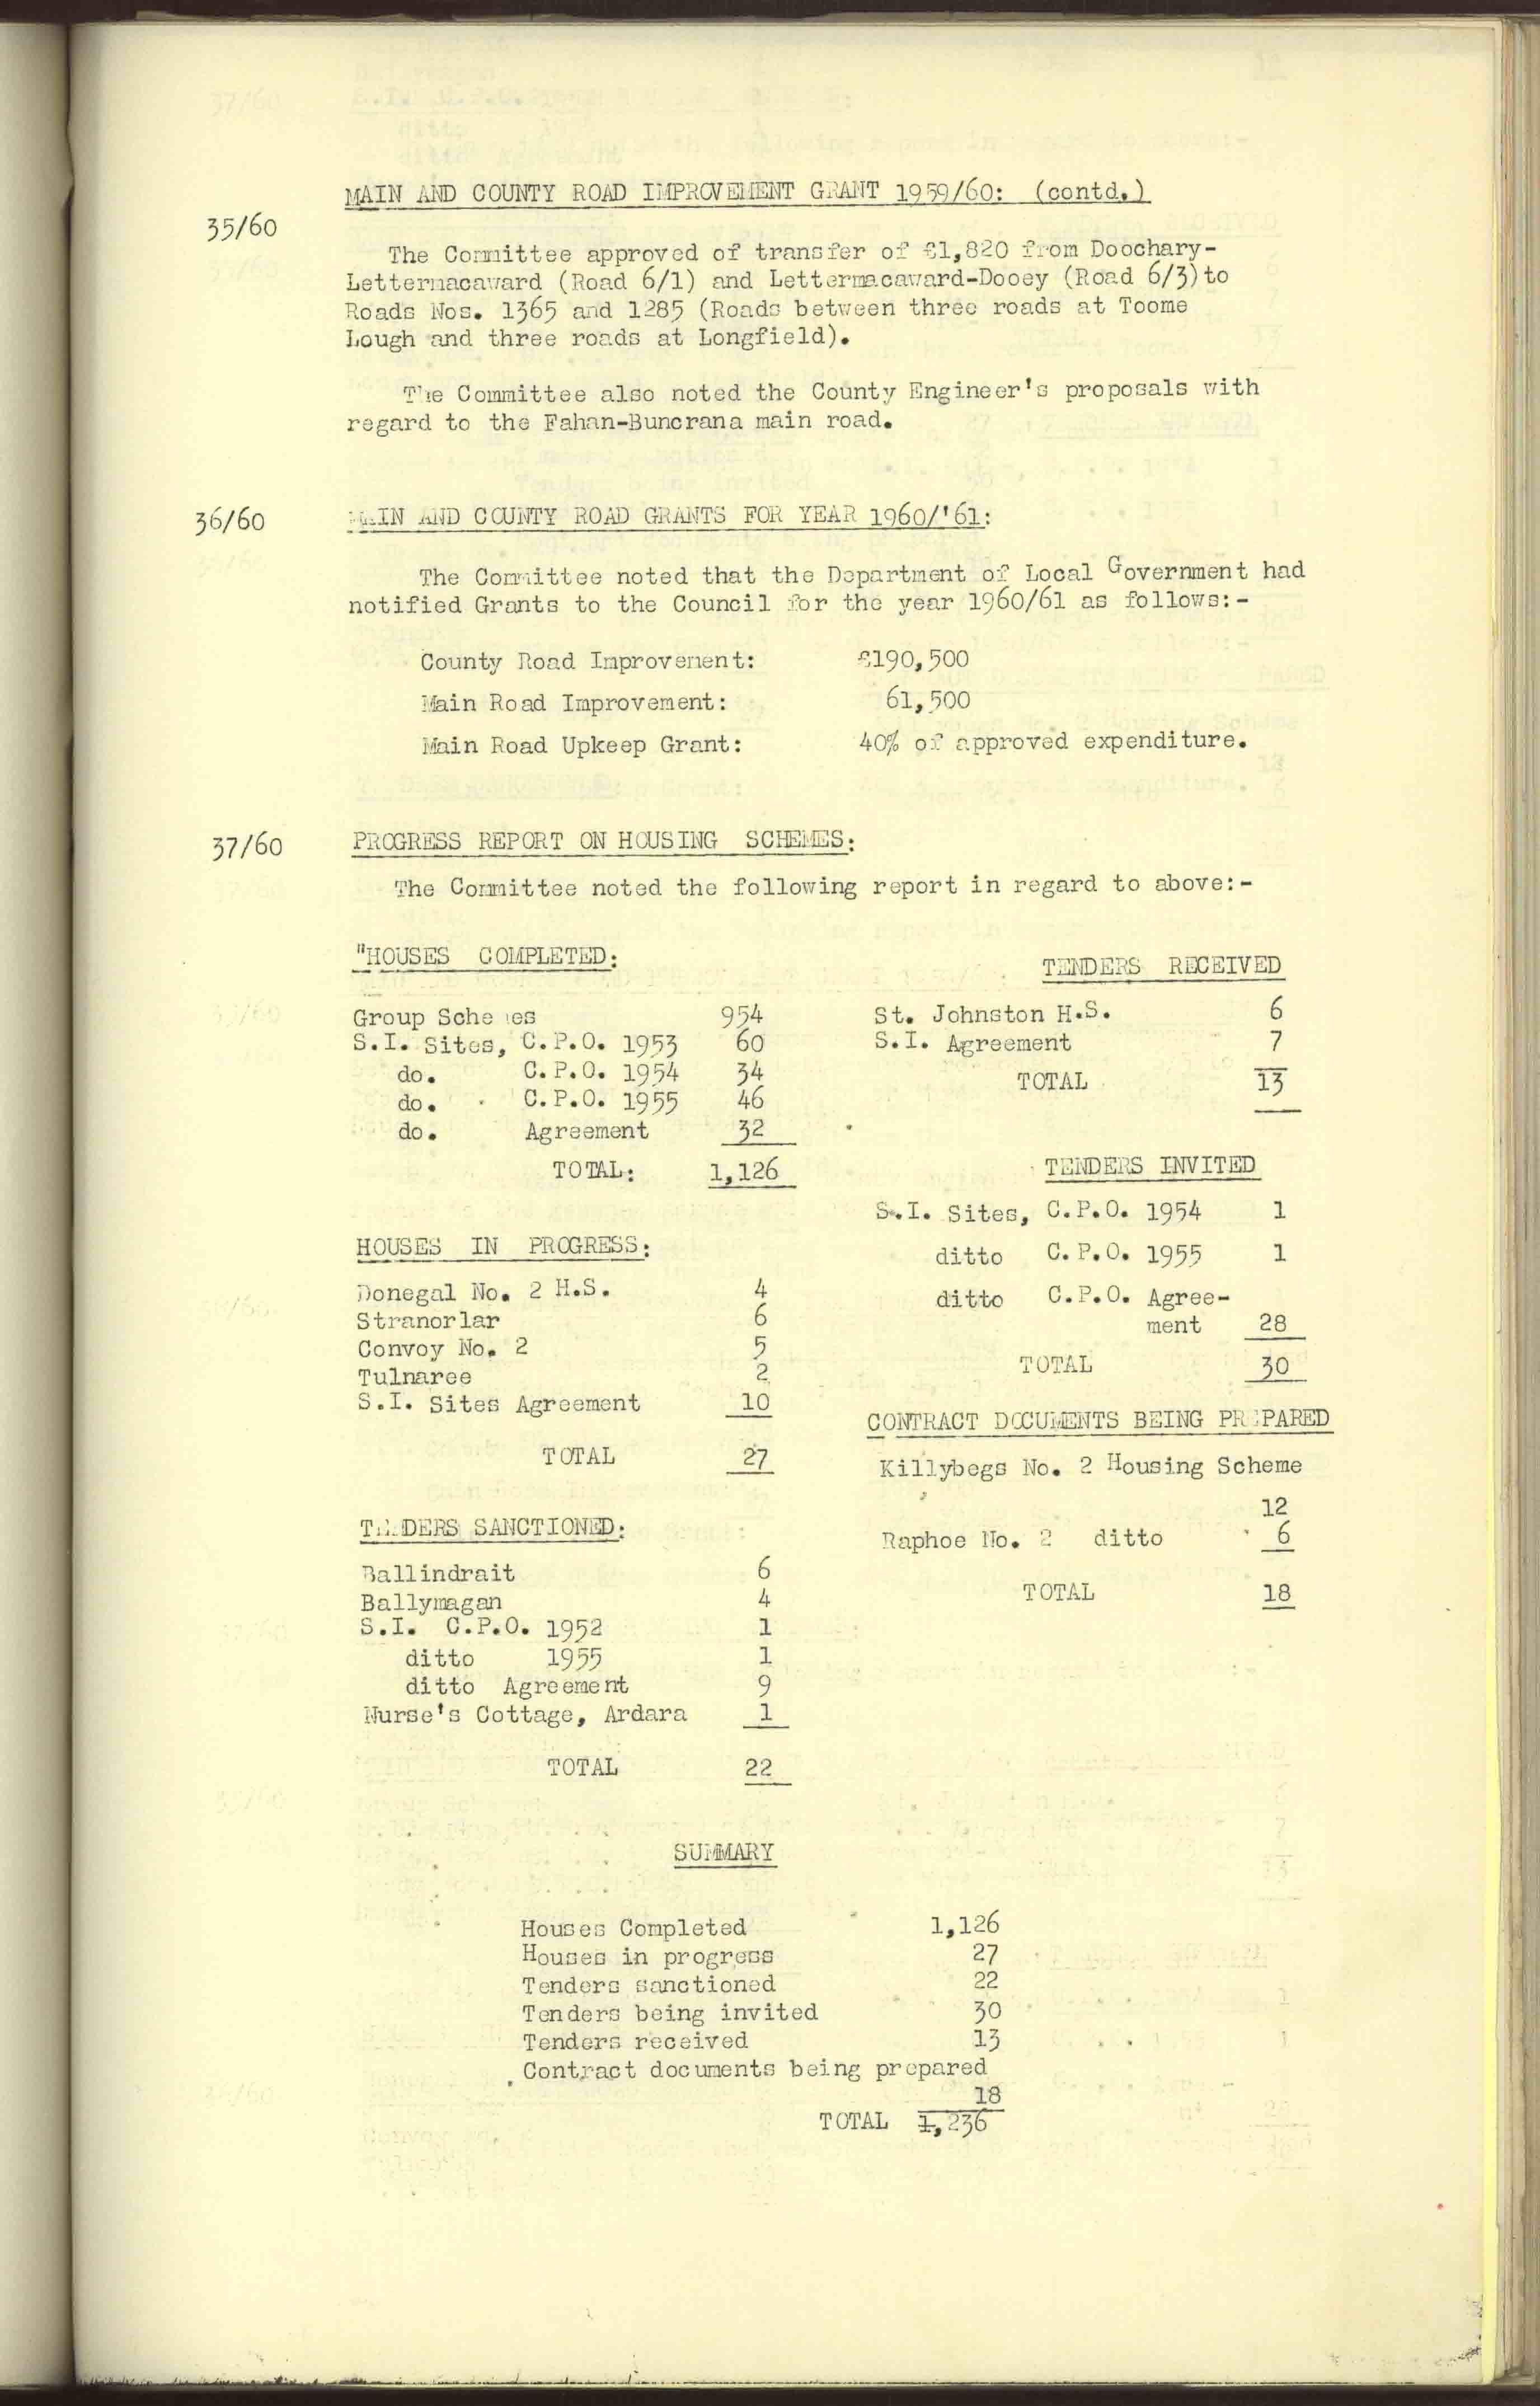 MAIN AND COUNTY ROAD IMPROVEMENT GRANT 1959/60: (contd.)
35/60
The Committee approved of transfer of £1,820 from Doochary-
Lettermacaward (Road 6/1) and Lettermacaward-Dooey (Road 6/3) to
Roads Nos. 1365 and 1285 (Roads between three roads at Toome
Lough and three roads at Longfield).
The Committee also noted the County Engineer's proposals with
regard to the Fahan-Buncrana main road.
36/60 MAIN AND COUNTY ROAD GRANTS FOR YEAR 1960/'61:
The Committee noted that the Department of Local Government had
notified Grants to the Council for the year 1960/61 as follows:-
County Road Improvement: £190,500
Main Road Improvement: 61,500
Main Road Upkeep Grant: 40% of approved expenditure.
37/60 PROGRESS REPORT ON HOUSING SCHEMES:
The Committee noted the following report in regard to above:-
"HOUSES COMPLETED:
Group Schemes 954
S.I. Sites, C.P.O. 1953 60
do. C.P.O. 1954 34
do. C.P.O. 1955 46
do. Agreement 32
TOTAL: 1,126
HOUSES IN PROGRESS:
Donegal No. 2 H.S. 4
Stranorlar 6
Convoy No. 2 5
Tulnaree 2
S.I. Sites Agreement 10
TOTAL 27
TENDERS SANCTIONED:
Ballindrait 6
Ballymagan 4
S.I. C.P.O. 1952 1
ditto 1955 1
ditto Agreement 9
Nurse's Cottage, Ardara 1
TOTAL 22
TENDERS RECEIVED
St. Johnston H.S. 6
S.I. Agreement 7
TOTAL 13
TENDERS INVITED
S.I. Sites, C.P.O. 1954 1
ditto C.P.O. 1955 1
ditto C.P.O. Agree-
ment 28
TOTAL 30
CONTRACT DOCUMENTS BEING PREPARED
Killybegs No. 2 Housing Scheme
12
Raphoe No. 2 ditto 6
TOTAL 18
SUMMARY
Houses Completed 1,126
Houses in progress 27
Tenders sanctioned 22
Tenders being invited 30
Tenders received 13
Contract documents being prepared
18
TOTAL 1,236